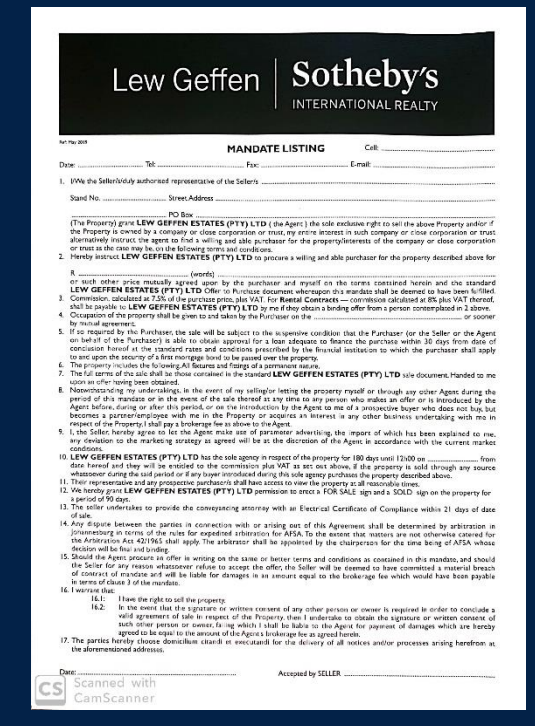 Lew Geffen | Sotheby's
INTERNATIONAL REALTY
Ref: May 2019
MANDATE LISTING Cell:
Date: Tel: Fax: E-mail:
1. I/We the Seller/s/duly authorised representative of the Seller/s
Stand No. Street Address
PO Box
(The Property) grant LEW GEFFEN ESTATES (PTY) LTD ( the Agent ) the sole exclusive right to sell the above Property and/or if
the Property is owned by a company or close corporation or trust, my entire interest in such company or close corporation or trust
alternatively instruct the agent to find a willing and able purchaser for the property/interests of the company or close corporation
or trust as the case may be, on the following terms and conditions.
2. Hereby instruct LEW GEFFEN ESTATES (PTY) LTD to procure a willing and able purchaser for the property described above for
R (words)
or such other price mutually agreed upon by the purchaser and myself on the terms contained herein and the standard
LEW GEFFEN ESTATES (PTY) LTD Offer to Purchase document whereupon this mandate shall be deemed to have been fulfilled.
3. Commission, calculated at 7.5% of the purchase price, plus VAT. For Rental Contracts — commission calculated at 8% plus VAT thereof,
shall be payable to LEW GEFFEN ESTATES (PTY) LTD by me if they obtain a binding offer from a person contemplated in 2 above.
4. Occupation of the property shall be given to and taken by the Purchaser on the or sooner
by mutual agreement.
5. If so required by the Purchaser, the sale will be subject to the suspensive condition that the Purchaser (or the Seller or the Agent
on behalf of the Purchaser) is able to obtain approval for a loan adequate to finance the purchase within 30 days from date of
conclusion hereof at the standard rates and conditions prescribed by the financial institution to which the purchaser shall apply
to and upon the security of a first mortgage bond to be passed over the property.
6. The property includes the following. All fixtures and fittings of a permanent nature.
7. The full terms of the sale shall be those contained in the standard LEW GEFFEN ESTATES (PTY) LTD sale document. Handed to me
upon an offer having been obtained.
8. Notwithstanding my undertakings, in the event of my selling/or letting the property myself or through any other Agent during the
period of this mandate or in the event of the sale thereof at any time to any person who makes an offer or is introduced by the
Agent before, during or after this period, or on the introduction by the Agent to me of a prospective buyer who does not buy, but
becomes a partner/employee with me in the Property or acquires an interest in any other business undertaking with me in
respect of the Property, I shall pay a brokerage fee as above to the Agent.
9. I, the Seller, hereby agree to let the Agent make use of parameter advertising, the import of which has been explained to me,
any deviation to the marketing strategy as agreed will be at the discretion of the Agent in accordance with the current market
conditions.
10. LEW GEFFEN ESTATES (PTY) LTD has the sole agency in respect of the property for 180 days until 12h00 on from
date hereof and they will be entitled to the commission plus VAT as set out above, if the property is sold through any source
whatsoever during the said period or if any buyer introduced during this sole agency purchases the property described above.
11. Their representative and any prospective purchaser/s shall have access to view the property at all reasonable times.
12. We hereby grant LEW GEFFEN ESTATES (PTY) LTD permission to erect a FOR SALE sign and a SOLD sign on the property for
a period of 90 days.
13. The seller undertakes to provide the conveyancing attorney with an Electrical Certificate of Compliance within 21 days of date
of sale.
14. Any dispute between the parties in connection with or arising out of this Agreement shall be determined by arbitration in
Johannesburg in terms of the rules for expedited arbitration for AFSA. To the extent that matters are not otherwise catered for
the Arbitration Act 42/1965 shall apply. The arbitrator shall be appointed by the chairperson for the time being of AFSA whose
decision will be final and binding.
15. Should the Agent procure an offer in writing on the same or better terms and conditions as contained in this mandate, and should
the Seller for any reason whatsoever refuse to accept the offer, the Seller will be deemed to have committed a material breach
of contract of mandate and will be liable for damages in an amount equal to the brokerage fee which would have been payable
in terms of clause 3 of the mandate.
16. I warrant that:
16.1: I have the right to sell the property.
16.2: In the event that the signature or written consent of any other person or owner is required in order to conclude a
valid agreement of sale in respect of the Property, then I undertake to obtain the signature or written consent of
such other person or owner, failing which I shall be liable to the Agent for payment of damages which are hereby
agreed to be equal to the amount of the Agent s brokerage fee as agreed herein.
17. The parties hereby choose domicilium citandi et executandi for the delivery of all notices and/or processes arising herefrom at
the aforementioned addresses.
Date: Accepted by SELLER
CS Scanned with
CamScanner